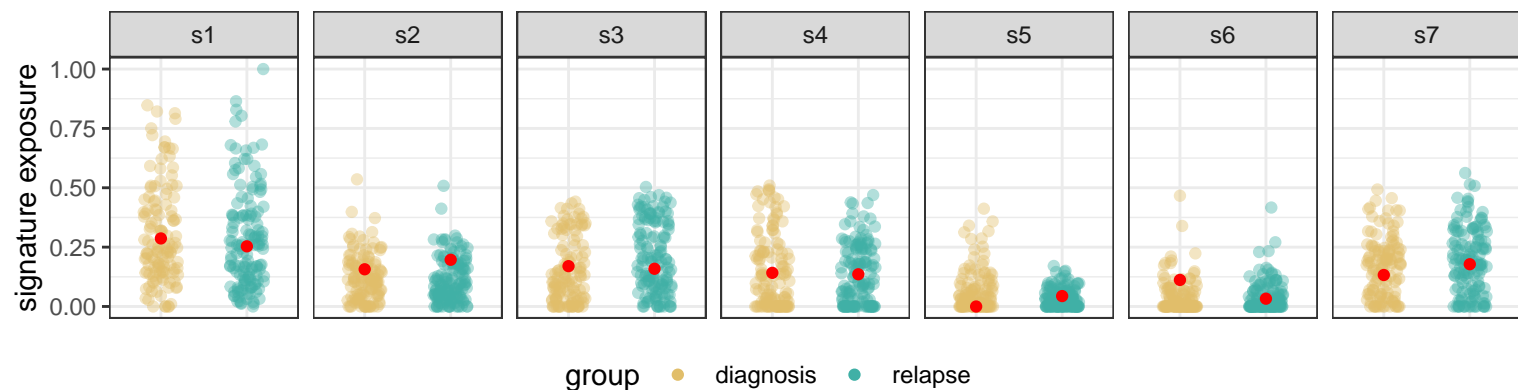 s1 s2 s3 s4 s5 s6 s7
signature exposure
1.00
0.75
0.50
0.25
0.00
group diagnosis relapse